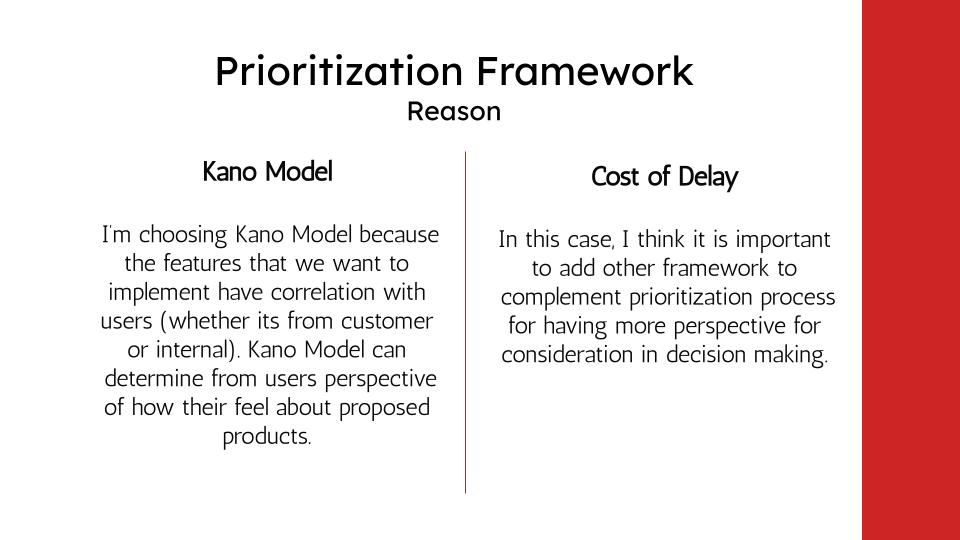 Prioritization Framework
Reason
Kano Model
I'm choosing Kano Model because
the features that we want to
implement have correlation with
users (whether its from customer
or internal). Kano Model can
determine from users perspective
of how their feel about proposed
products.
Cost of Delay
In this case, I think it is important
to add other framework to
complement prioritization process
for having more perspective for
consideration in decision making.